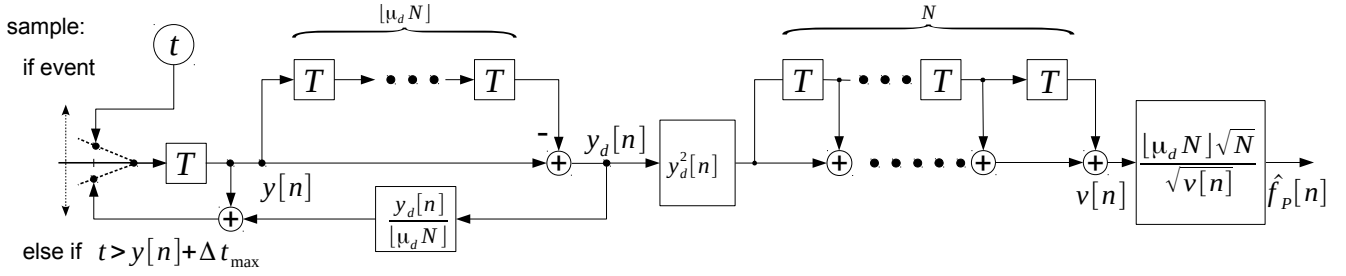 sample:
t
⌊μ_d N⌋
N
if event
T
T
T
T
T
T
-
y_d[n]
y[n]
y_d^2[n]
v[n]
⌊μ_d N⌋√N / √v[n]
f̂_P[n]
y_d[n] / ⌊μ_d N⌋
+
+
+
+
+
else if t > y[n] + Δt_max